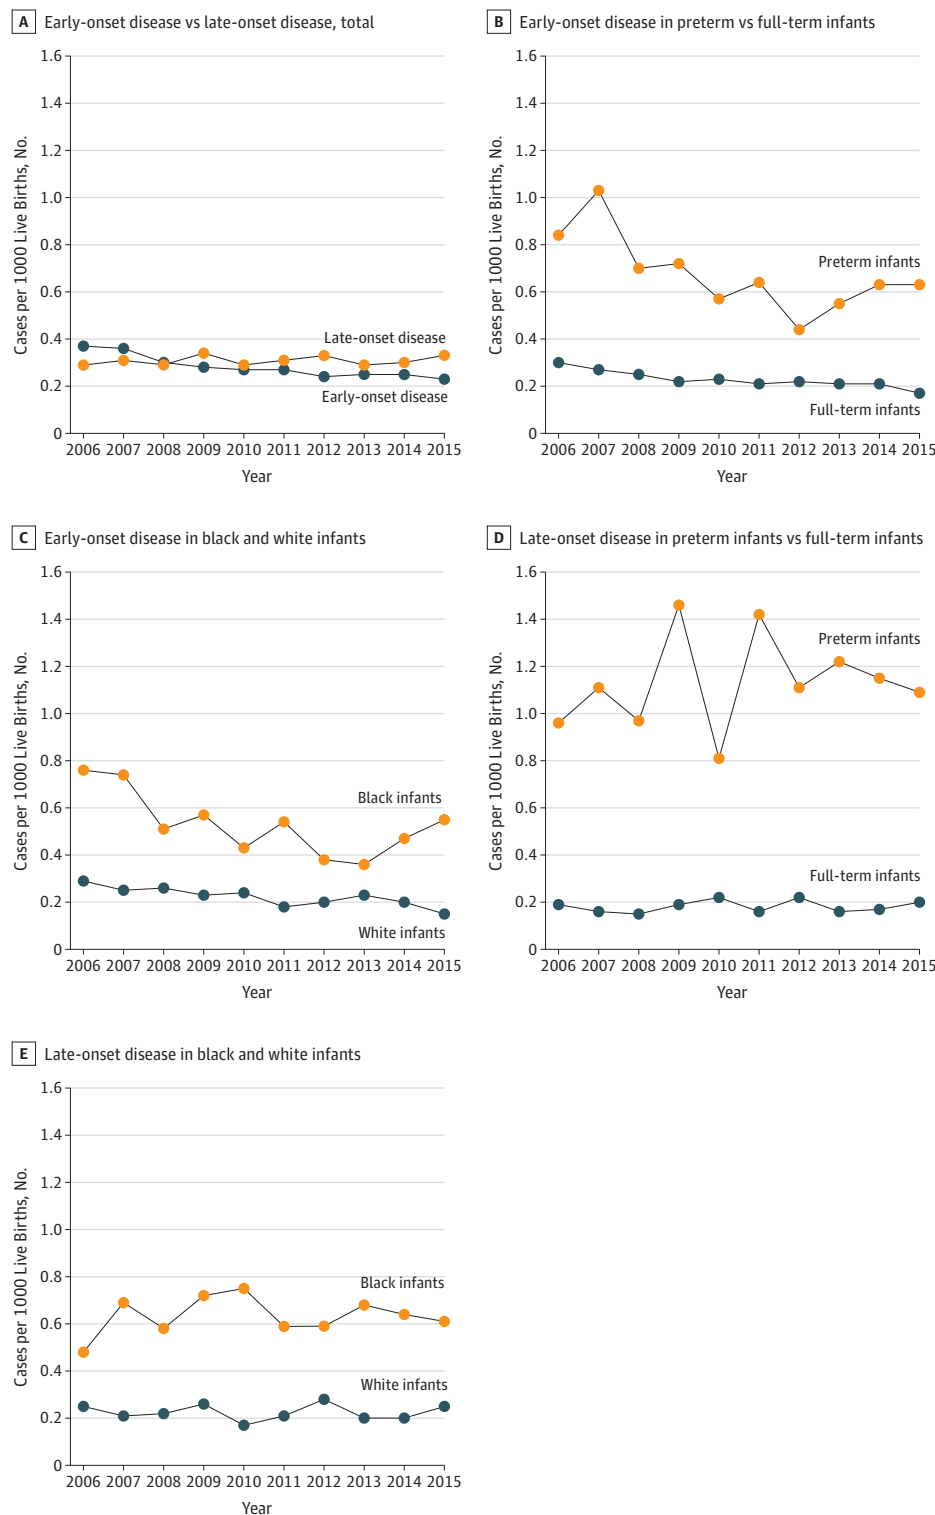 A Early-onset disease vs late-onset disease, total
1.6
1.4
1.2
1.0
0.8
0.6
0.4
0.2
0
Cases per 1000 Live Births, No.
Late-onset disease
Early-onset disease
2006 2007 2008 2009 2010 2011 2012 2013 2014 2015
Year
B Early-onset disease in preterm vs full-term infants
1.6
1.4
1.2
1.0
0.8
0.6
0.4
0.2
0
Cases per 1000 Live Births, No.
Preterm infants
Full-term infants
2006 2007 2008 2009 2010 2011 2012 2013 2014 2015
Year
C Early-onset disease in black and white infants
1.6
1.4
1.2
1.0
0.8
0.6
0.4
0.2
0
Cases per 1000 Live Births, No.
Black infants
White infants
2006 2007 2008 2009 2010 2011 2012 2013 2014 2015
Year
D Late-onset disease in preterm infants vs full-term infants
1.6
1.4
1.2
1.0
0.8
0.6
0.4
0.2
0
Cases per 1000 Live Births, No.
Preterm infants
Full-term infants
2006 2007 2008 2009 2010 2011 2012 2013 2014 2015
Year
E Late-onset disease in black and white infants
1.6
1.4
1.2
1.0
0.8
0.6
0.4
0.2
0
Cases per 1000 Live Births, No.
Black infants
White infants
2006 2007 2008 2009 2010 2011 2012 2013 2014 2015
Year